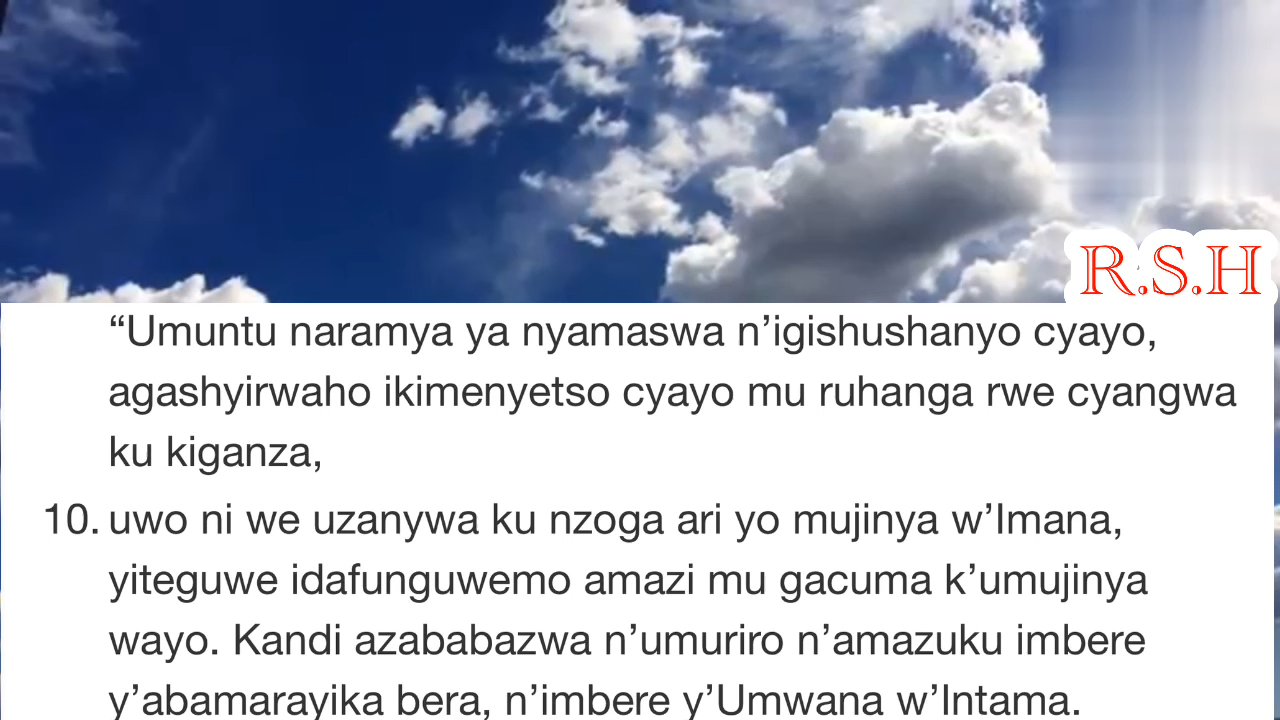 R.S.H
“Umuntu naramya ya nyamaswa n’igishushanyo cyayo,
agashyirwaho ikimenyetso cyayo mu ruhanga rwe cyangwa
ku kiganza,
10. uwo ni we uzanywa ku nzoga ari yo mujinya w’Imana,
yiteguwe idafunguwemo amazi mu gacuma k’umujinya
wayo. Kandi azababazwa n’umuriro n’amazuku imbere
y’abamarayika bera, n’imbere y’Umwana w’Intama.